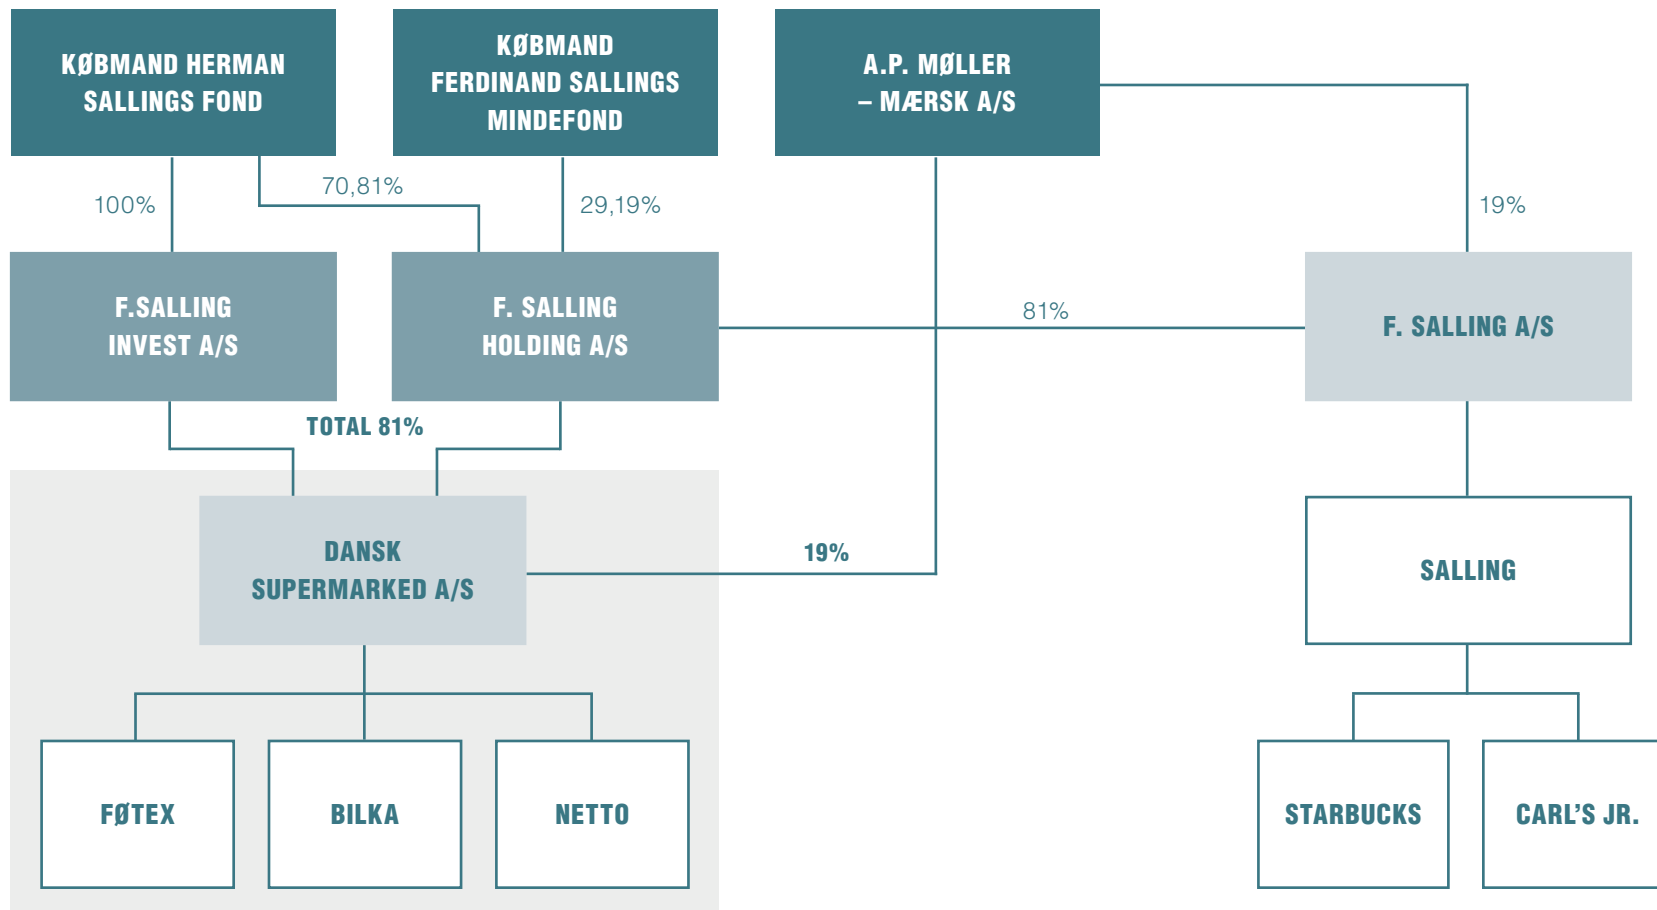 KØBMAND HERMAN
SALLINGS FOND
KØBMAND
FERDINAND SALLINGS
MINDEFOND
A.P. MØLLER
– MÆRSK A/S
100%
70,81%
29,19%
19%
F.SALLING
INVEST A/S
F. SALLING
HOLDING A/S
81%
F. SALLING A/S
TOTAL 81%
DANSK
SUPERMARKED A/S
19%
SALLING
FØTEX
BILKA
NETTO
STARBUCKS
CARL'S JR.